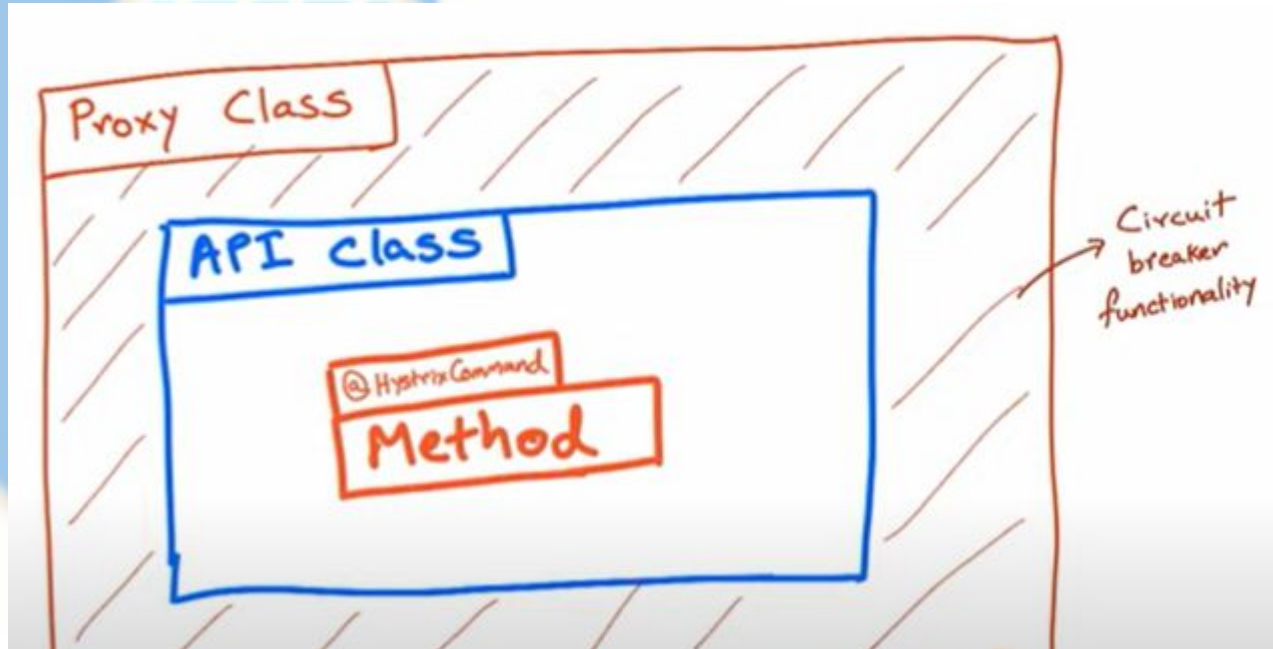 Proxy Class
API class
@HystrixCommand
Method
Circuit
breaker
functionality